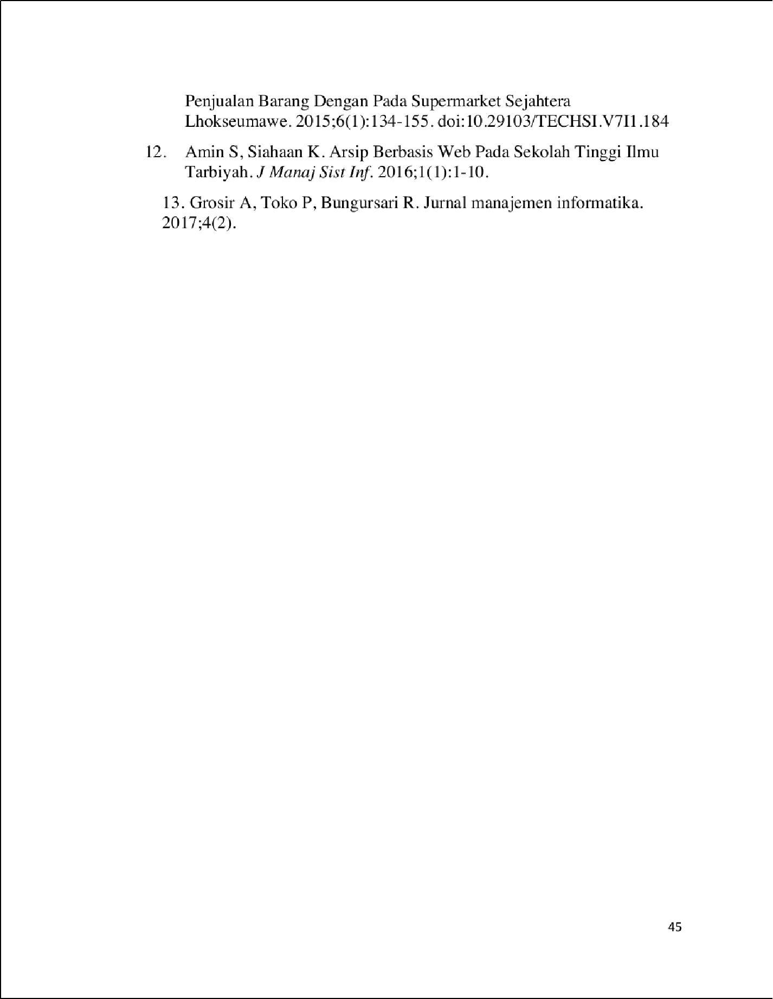 Penjualan Barang Dengan Pada Supermarket Sejahtera
Lhokseumawe. 2015;6(1):134-155. doi:10.29103/TECHSI.V7I1.184
12. Amin S, Siahaan K. Arsip Berbasis Web Pada Sekolah Tinggi Ilmu
Tarbiyah. J Manaj Sist Inf. 2016;1(1):1-10.
13. Grosir A, Toko P, Bungursari R. Jurnal manajemen informatika.
2017;4(2).
45